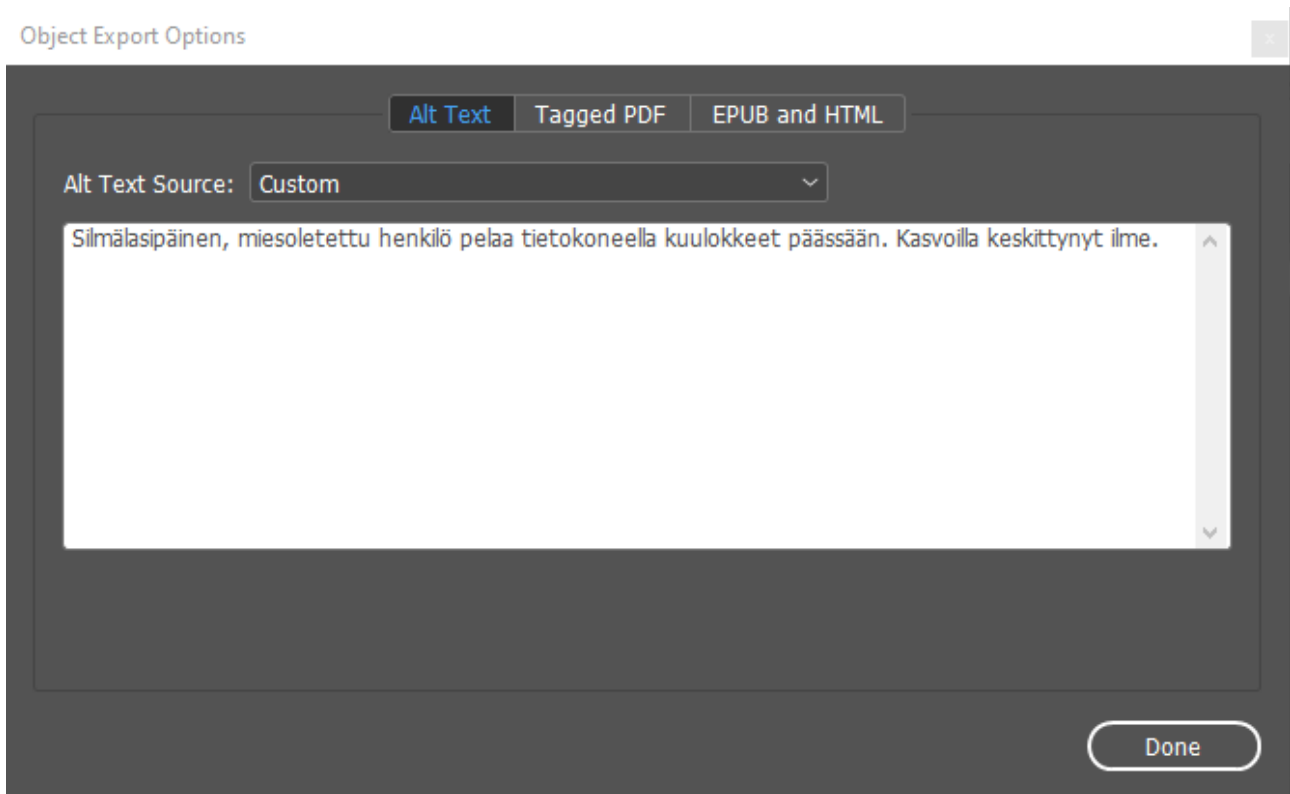 Object Export Options
x
Alt Text
Tagged PDF
EPUB and HTML
Alt Text Source: Custom
Silmälasipäinen, miesoletettu henkilö pelaa tietokoneella kuulokkeet päässään. Kasvoilla keskittynyt ilme.
Done